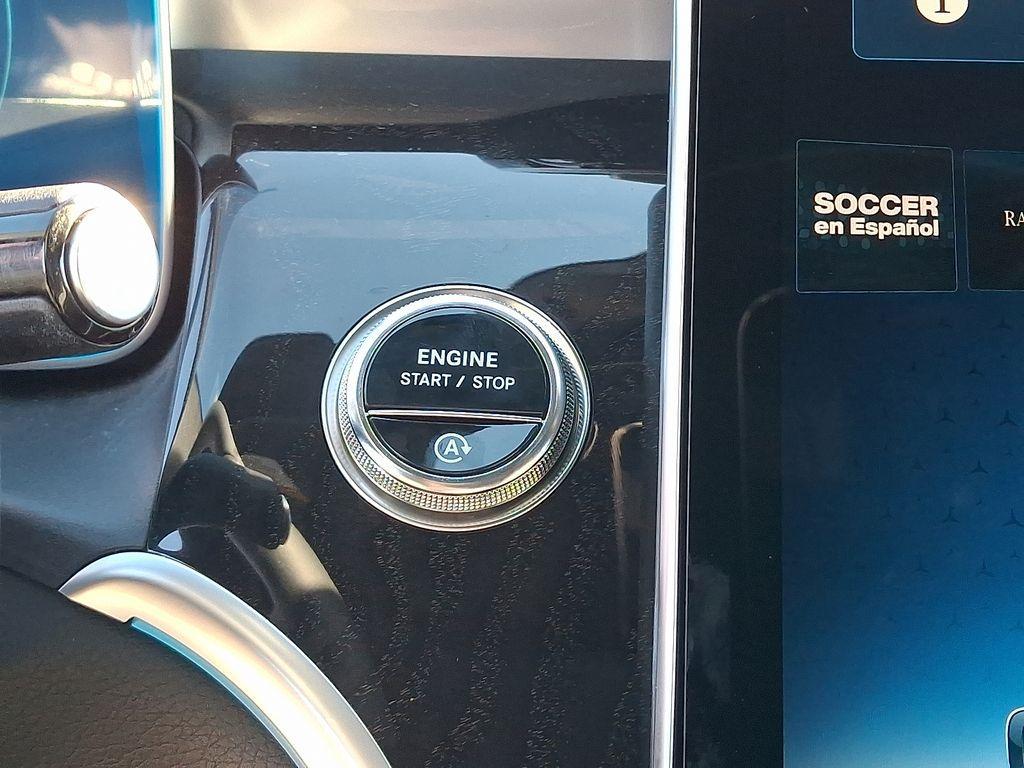 SOCCER
en Español
ENGINE
START / STOP
A